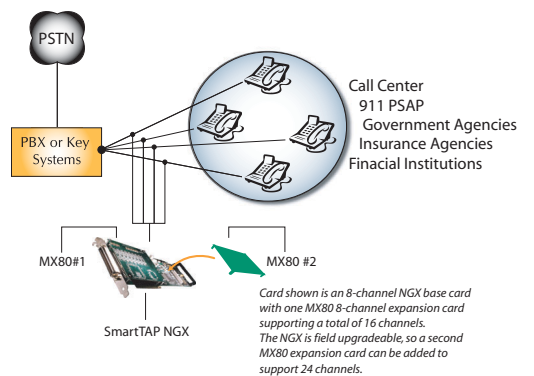 PSTN
PBX or Key
Systems
Call Center
911 PSAP
Government Agencies
Insurance Agencies
Finacial Institutions
MX80#1
MX80 #2
SmartTAP NGX
Card shown is an 8-channel NGX base card
with one MX80 8-channel expansion card
supporting a total of 16 channels.
The NGX is field upgradeable, so a second
MX80 expansion card can be added to
support 24 channels.